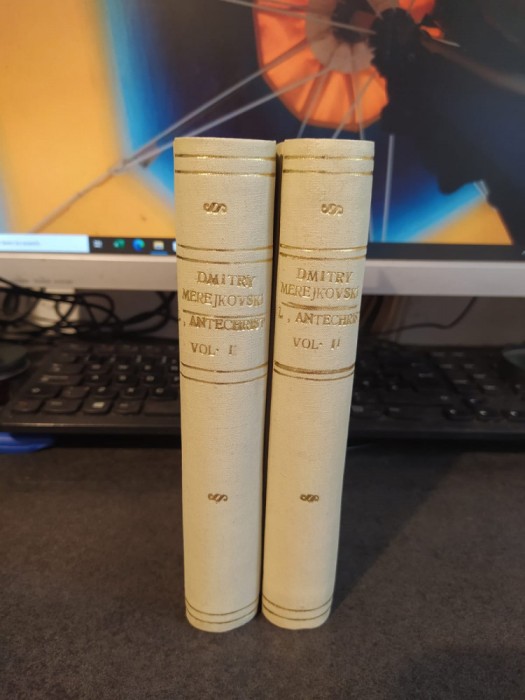 DMITRY
MEREJKOVSKI
L, ANTECHRIST
VOL· I
DMITRY
MEREJKOVSKI
L, ANTECHRIST
VOL· II